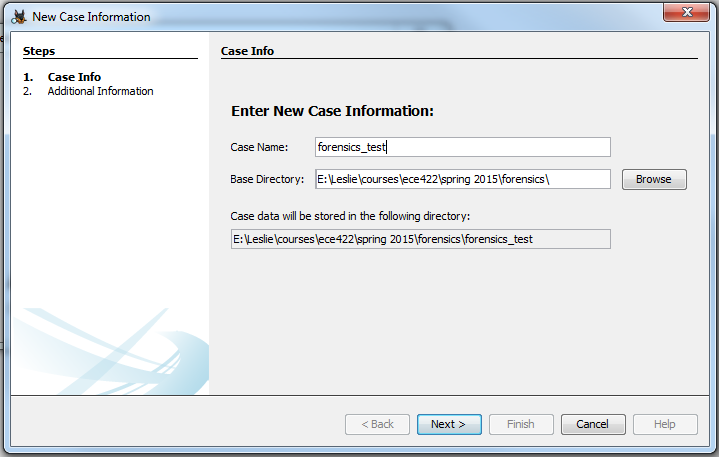 New Case Information
Steps
1. Case Info
2. Additional Information
Case Info
Enter New Case Information:
Case Name: forensics_test
Base Directory: E:\Leslie\courses\ece422\spring 2015\forensics\ Browse
Case data will be stored in the following directory:
E:\Leslie\courses\ece422\spring 2015\forensics\forensics_test
< Back Next > Finish Cancel Help